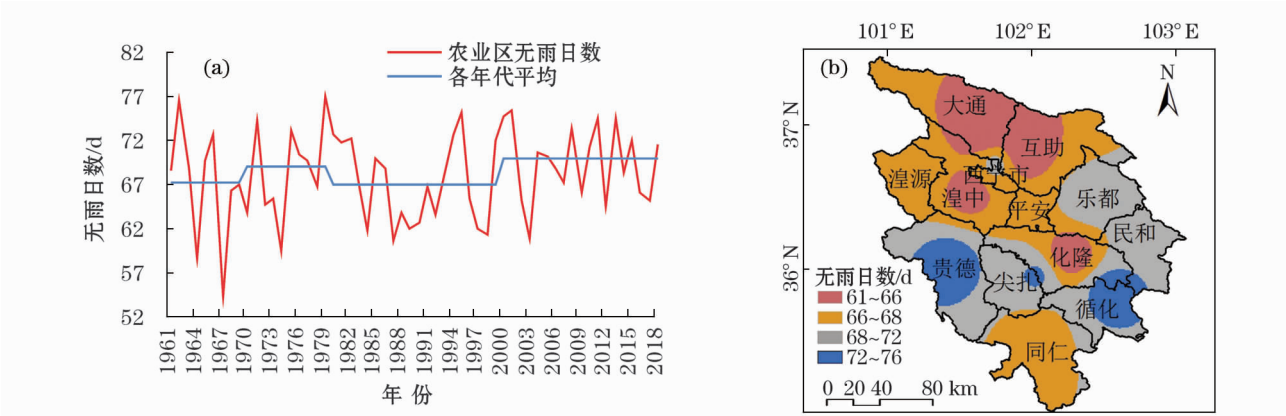 (a)
农业区无雨日数
各年代平均
82
77
72
67
62
57
52
无雨日数/d
1961
1964
1967
1970
1973
1976
1979
1982
1985
1988
1991
1994
1997
2000
2003
2006
2009
2012
2015
2018
年 份
101°E
102°E
103°E
(b)
N
37°N
36°N
大通
互助
湟源
西宁市
湟中
平安
乐都
民和
化隆
贵德
尖扎
循化
同仁
无雨日数/d
61~66
66~68
68~72
72~76
0 20 40 80 km